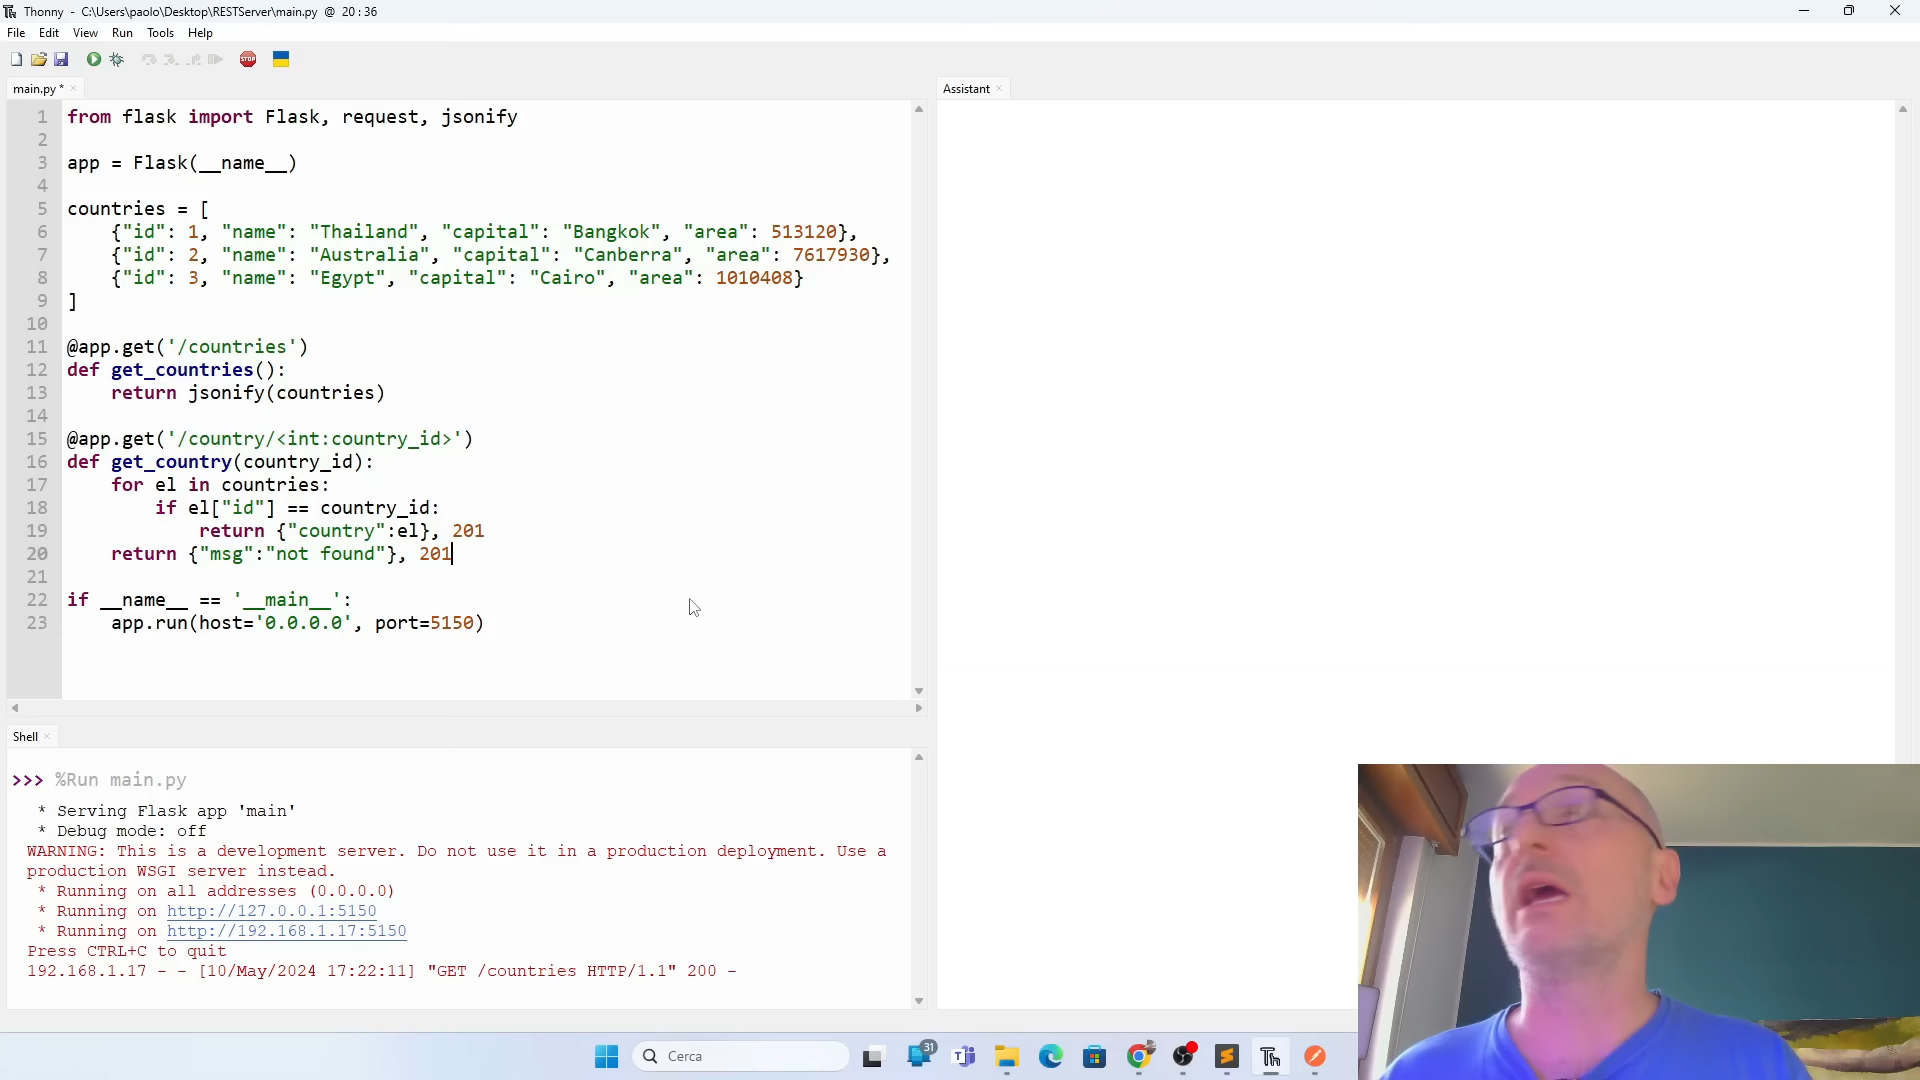 Thonny - C:\Users\paolo\Desktop\RESTServer\main.py @ 20 : 36
File Edit View Run Tools Help
STOP
main.py *
Assistant
1 from flask import Flask, request, jsonify
2
3 app = Flask(__name__)
4
5 countries = [
6 {"id": 1, "name": "Thailand", "capital": "Bangkok", "area": 513120},
7 {"id": 2, "name": "Australia", "capital": "Canberra", "area": 7617930},
8 {"id": 3, "name": "Egypt", "capital": "Cairo", "area": 1010408}
9 ]
10
11 @app.get('/countries')
12 def get_countries():
13 return jsonify(countries)
14
15 @app.get('/country/<int:country_id>')
16 def get_country(country_id):
17 for el in countries:
18 if el["id"] == country_id:
19 return {"country":el}, 201
20 return {"msg":"not found"}, 201
21
22 if __name__ == '__main__':
23 app.run(host='0.0.0.0', port=5150)
Shell
>>> %Run main.py
* Serving Flask app 'main'
* Debug mode: off
WARNING: This is a development server. Do not use it in a production deployment. Use a
production WSGI server instead.
* Running on all addresses (0.0.0.0)
* Running on http://127.0.0.1:5150
* Running on http://192.168.1.17:5150
Press CTRL+C to quit
192.168.1.17 - - [10/May/2024 17:22:11] "GET /countries HTTP/1.1" 200 -
Cerca
31